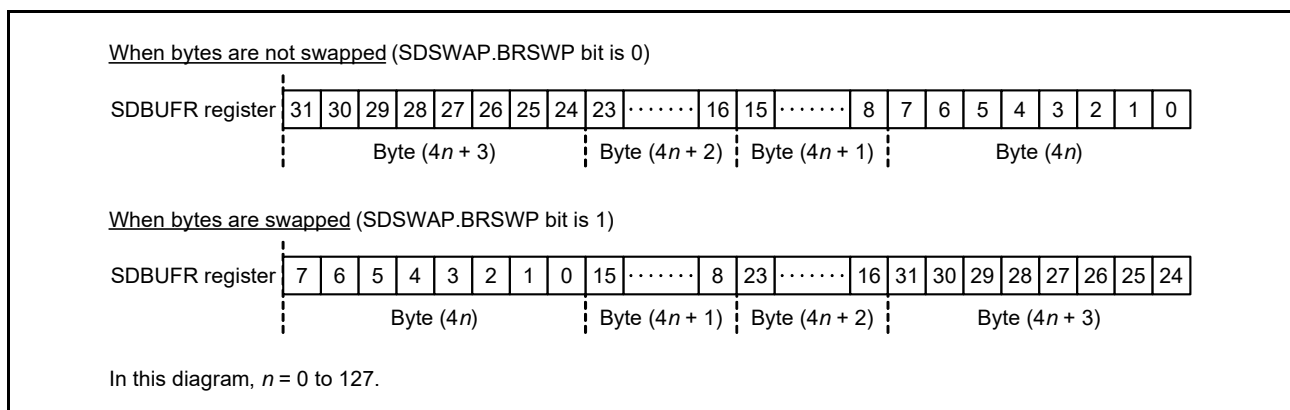 When bytes are not swapped (SDSWAP.BRSWP bit is 0)
SDBUFR register 31 30 29 28 27 26 25 24 23 ······· 16 15 ······· 8 7 6 5 4 3 2 1 0
Byte (4n + 3) Byte (4n + 2) Byte (4n + 1) Byte (4n)
When bytes are swapped (SDSWAP.BRSWP bit is 1)
SDBUFR register 7 6 5 4 3 2 1 0 15 ······· 8 23 ······· 16 31 30 29 28 27 26 25 24
Byte (4n) Byte (4n + 1) Byte (4n + 2) Byte (4n + 3)
In this diagram, n = 0 to 127.